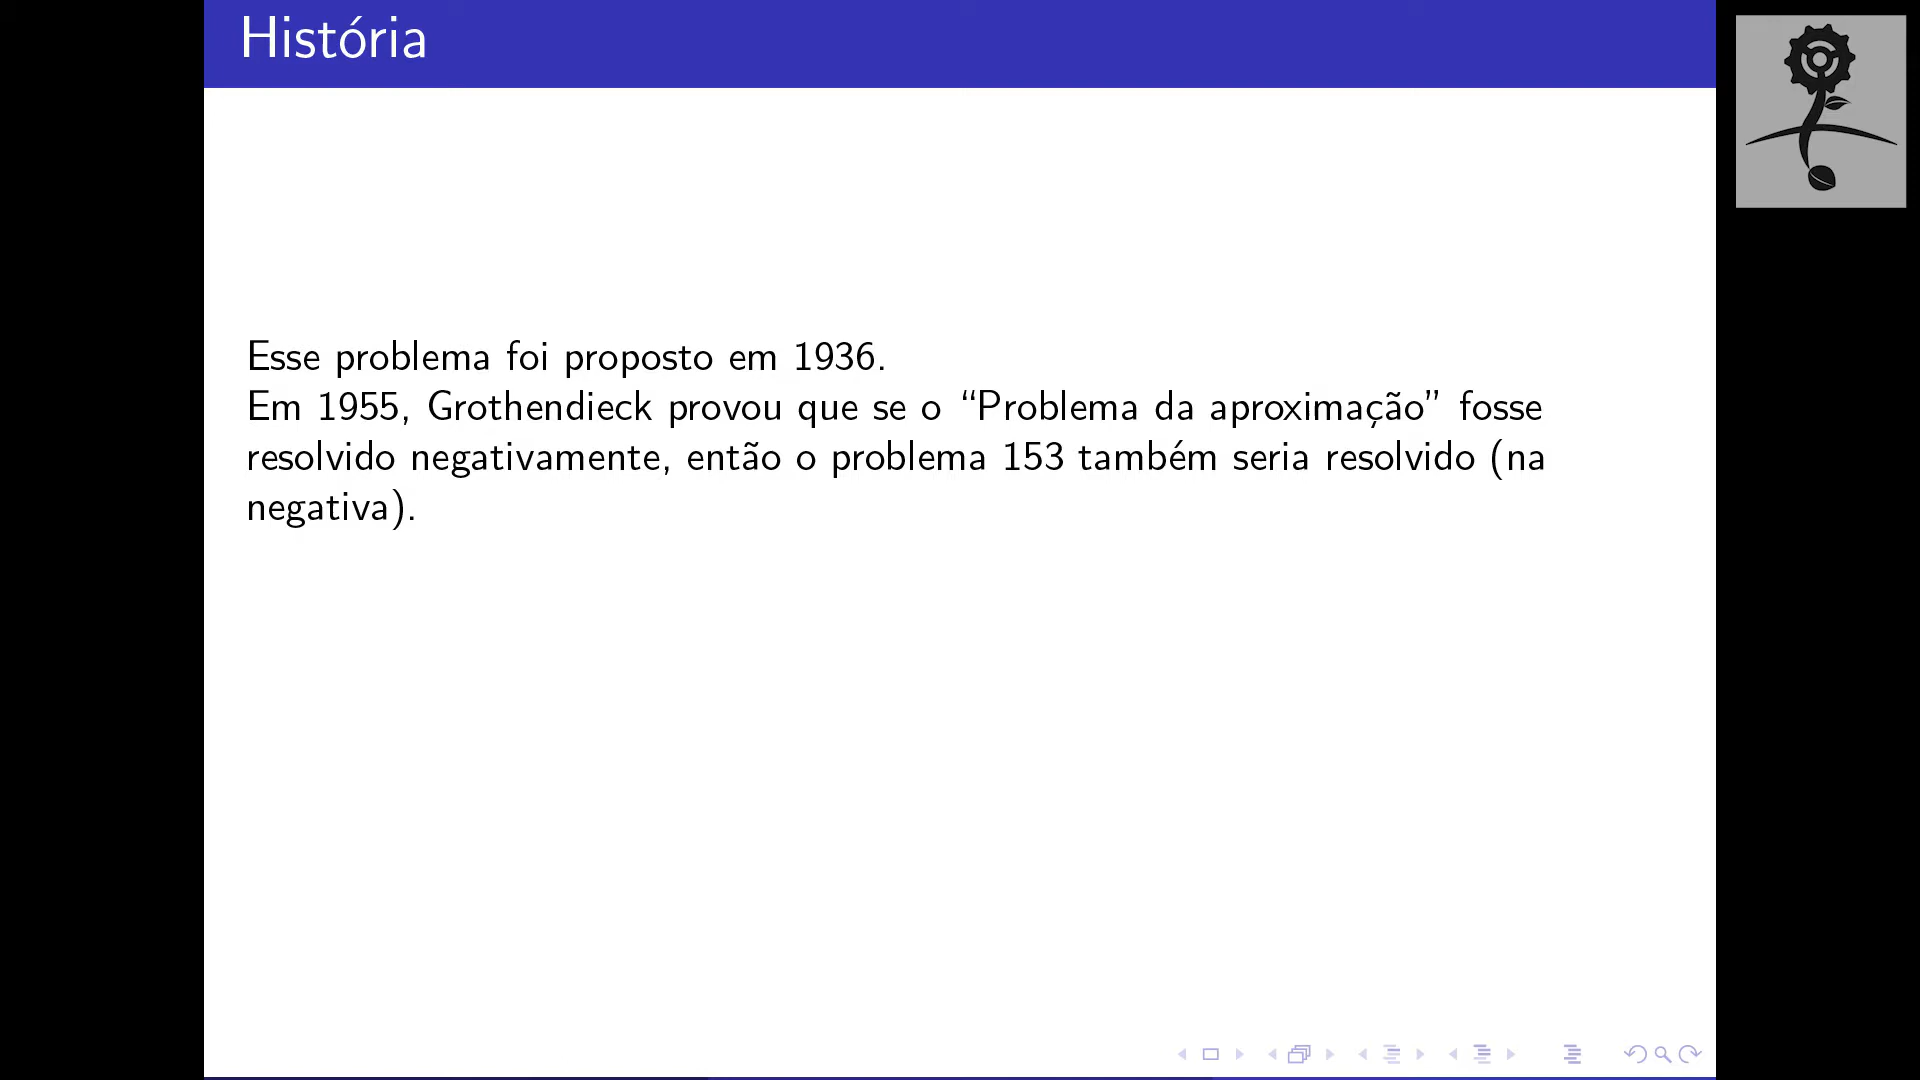 História
Esse problema foi proposto em 1936.
Em 1955, Grothendieck provou que se o “Problema da aproximação” fosse
resolvido negativamente, então o problema 153 também seria resolvido (na
negativa).